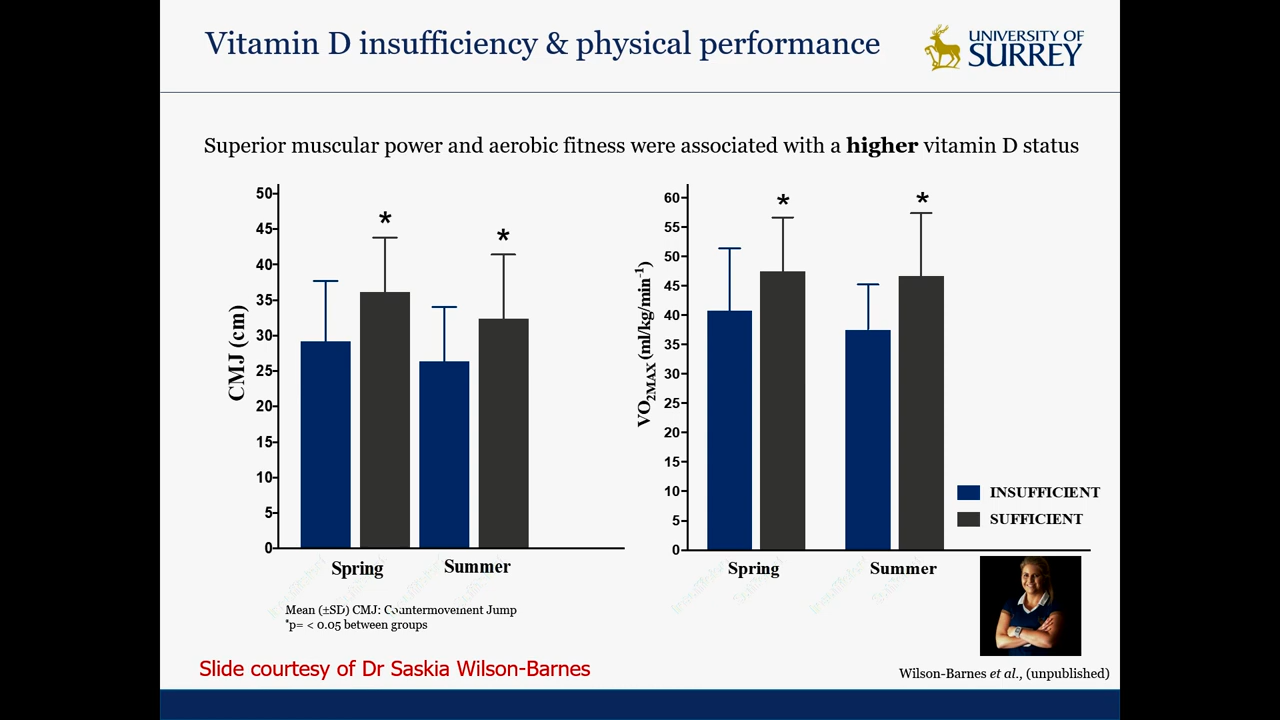 Vitamin D insufficiency & physical performance
UNIVERSITY OF
SURREY
Superior muscular power and aerobic fitness were associated with a higher vitamin D status
50
45
40
35
30
25
20
15
10
5
0
CMJ (cm)
*
*
Spring
Summer
60
55
50
45
40
35
30
25
20
15
10
5
0
VO2MAX (ml/kg/min-1)
*
*
Spring
Summer
INSUFFICIENT
SUFFICIENT
Mean (±SD) CMJ: Countermovement Jump
*p= < 0.05 between groups
Slide courtesy of Dr Saskia Wilson-Barnes
Wilson-Barnes et al., (unpublished)